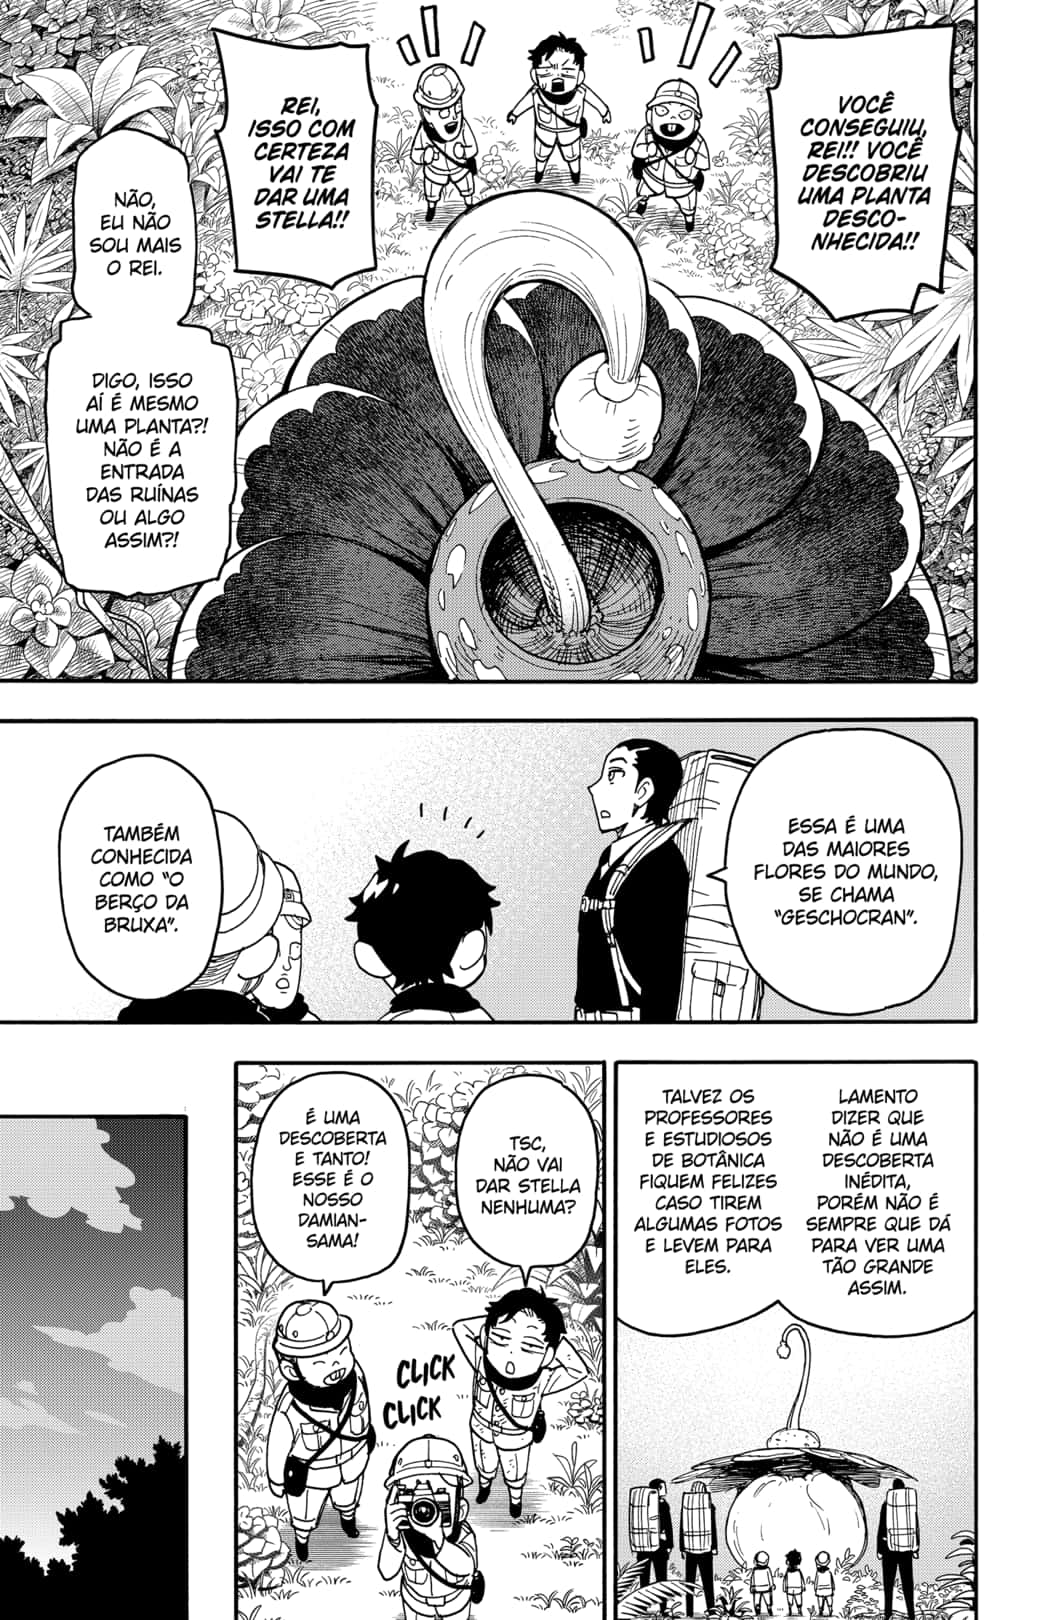 VOCÊ
CONSEGUIU,
REI!! VOCÊ
DESCOBRIU
UMA PLANTA
DESCO-
NHECIDA!!
REI,
ISSO COM
CERTEZA
VAI TE
DAR UMA
STELLA!!
NÃO,
EU NÃO
SOU MAIS
O REI.
DIGO, ISSO
AÍ É MESMO
UMA PLANTA?!
NÃO É A
ENTRADA
DAS RUÍNAS
OU ALGO
ASSIM?!
ESSA É UMA
DAS MAIORES
FLORES DO MUNDO,
SE CHAMA
"GESCHOCRAN".
TAMBÉM
CONHECIDA
COMO "O
BERÇO DA
BRUXA".
LAMENTO
DIZER QUE
NÃO É UMA
DESCOBERTA
INÉDITA,
PORÉM NÃO É
SEMPRE QUE DÁ
PARA VER UMA
TÃO GRANDE
ASSIM.
TALVEZ OS
PROFESSORES
E ESTUDIOSOS
DE BOTÂNICA
FIQUEM FELIZES
CASO TIREM
ALGUMAS FOTOS
E LEVEM PARA
ELES.
TSC,
NÃO VAI
DAR STELLA
NENHUMA?
É UMA
DESCOBERTA
E TANTO!
ESSE É O
NOSSO
DAMIAN-
SAMA!
CLICK
CLICK